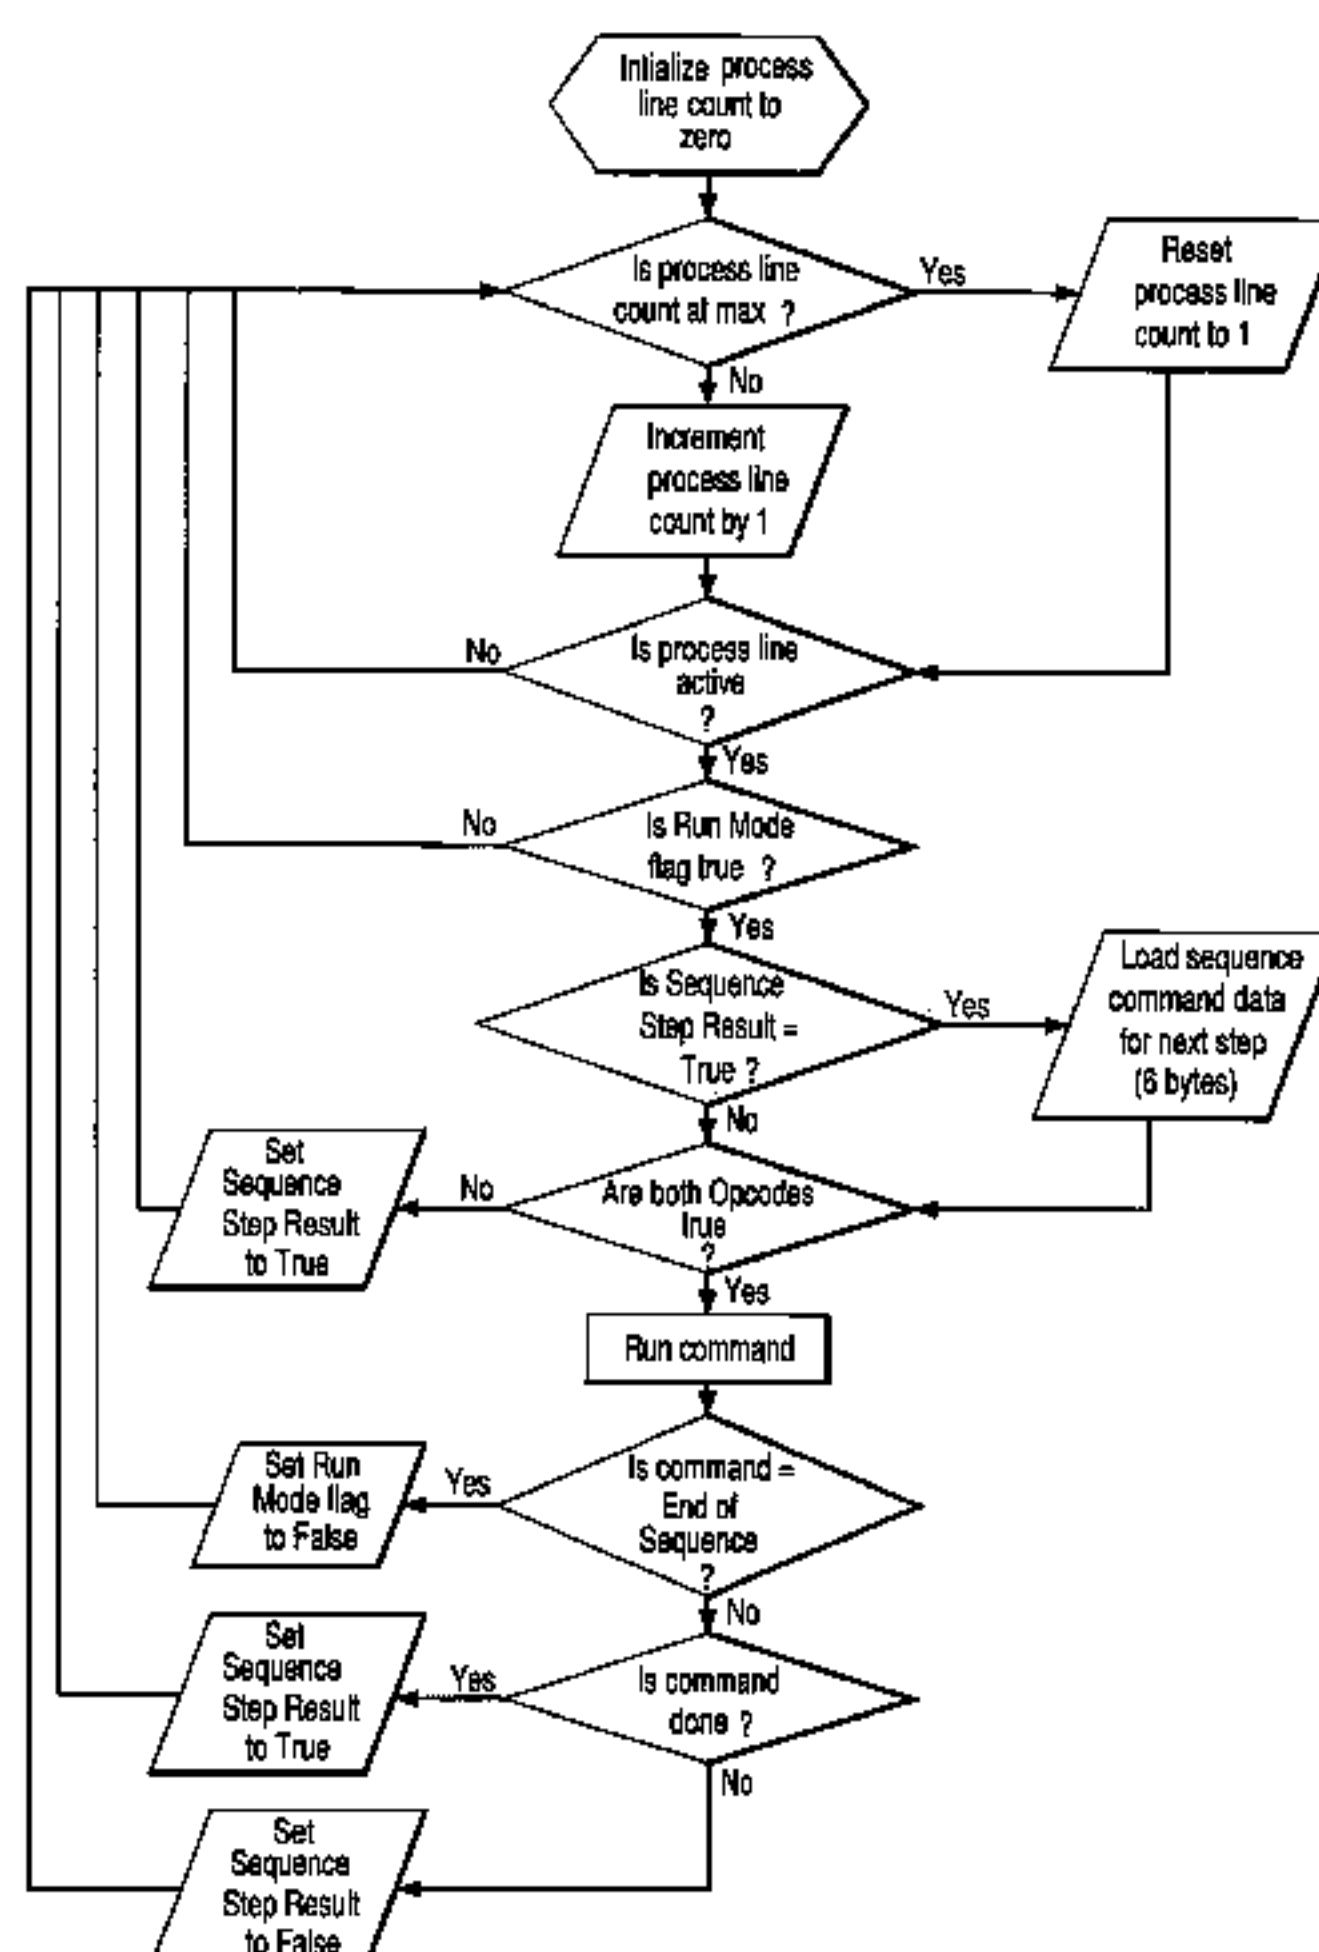 Intialize process
line count to
zero
Is process line
count at max ?
Yes
Reset
process line
count to 1
No
Increment
process line
count by 1
No
Is process line
active
?
Yes
No
Is Run Mode
flag true ?
Yes
Is Sequence
Step Result =
True ?
Yes
Load sequence
command data
for next step
(6 bytes)
No
Set
Sequence
Step Result
to True
No
Are both Opcodes
true
?
Yes
Run command
Set Run
Mode flag
to False
Yes
Is command =
End of
Sequence
?
No
Set
Sequence
Step Result
to True
Yes
Is command
done ?
No
Set
Sequence
Step Result
to False